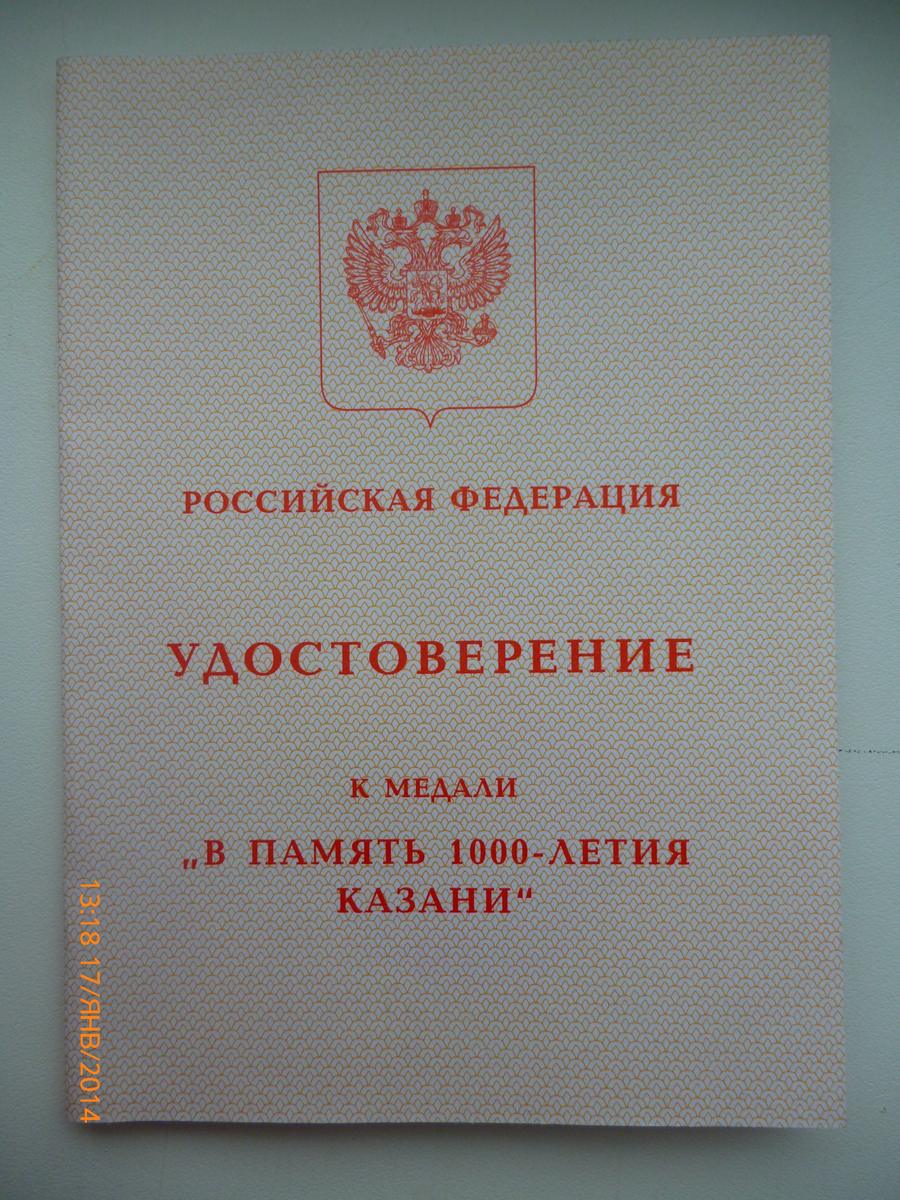 РОССИЙСКАЯ ФЕДЕРАЦИЯ
УДОСТОВЕРЕНИЕ
К МЕДАЛИ
„В ПАМЯТЬ 1000-ЛЕТИЯ
КАЗАНИ“
13:18 17/ЯНВ/2014